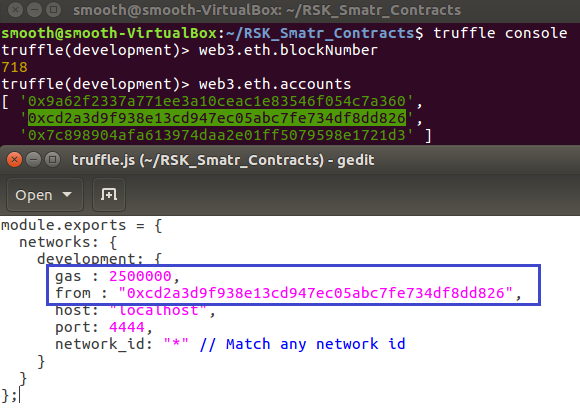 smooth@smooth-VirtualBox: ~/RSK_Smatr_Contracts
smooth@smooth-VirtualBox:~/RSK_Smatr_Contracts$ truffle console
truffle(development)> web3.eth.blockNumber
718
truffle(development)> web3.eth.accounts
[ '0x9a62f2337a771ee3a10ceac1e83546f054c7a360',
'0xcd2a3d9f938e13cd947ec05abc7fe734df8dd826',
'0x7c898904afa613974daa2e01ff5079598e1721d3' ]
truffle.js (~/RSK_Smatr_Contracts) - gedit
Open
module.exports = {
networks: {
development: {
gas : 2500000,
from : "0xcd2a3d9f938e13cd947ec05abc7fe734df8dd826",
host: "localhost",
port: 4444,
network_id: "*" // Match any network id
}
}
};